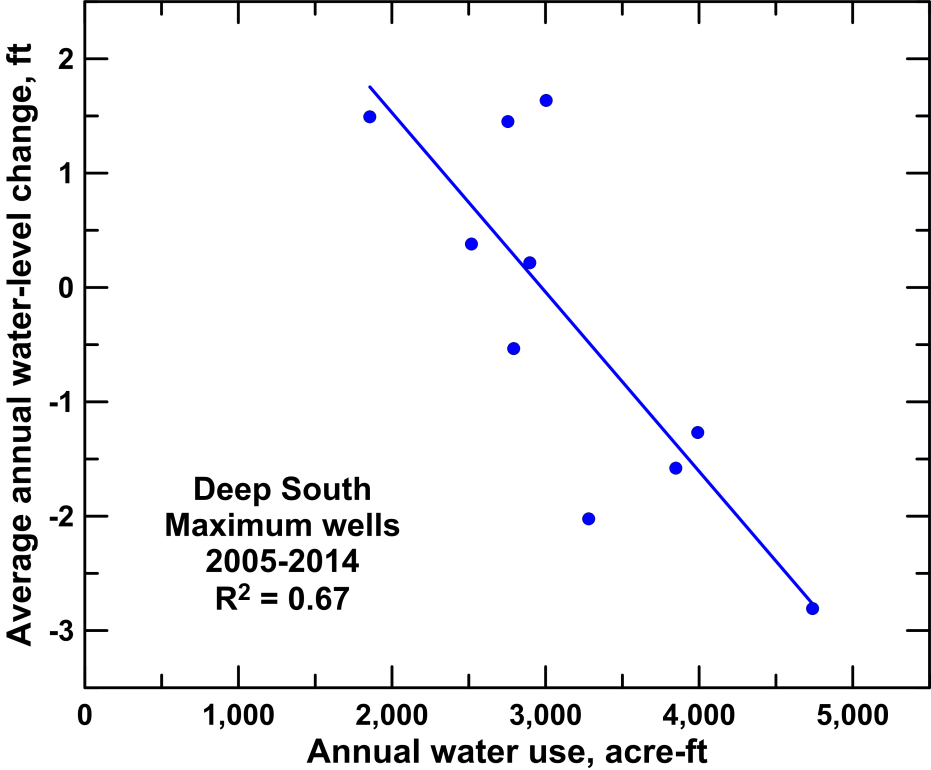 Average annual water-level change, ft
2
1
0
-1
-2
-3
Deep South
Maximum wells
2005-2014
R² = 0.67
0 1,000 2,000 3,000 4,000 5,000
Annual water use, acre-ft